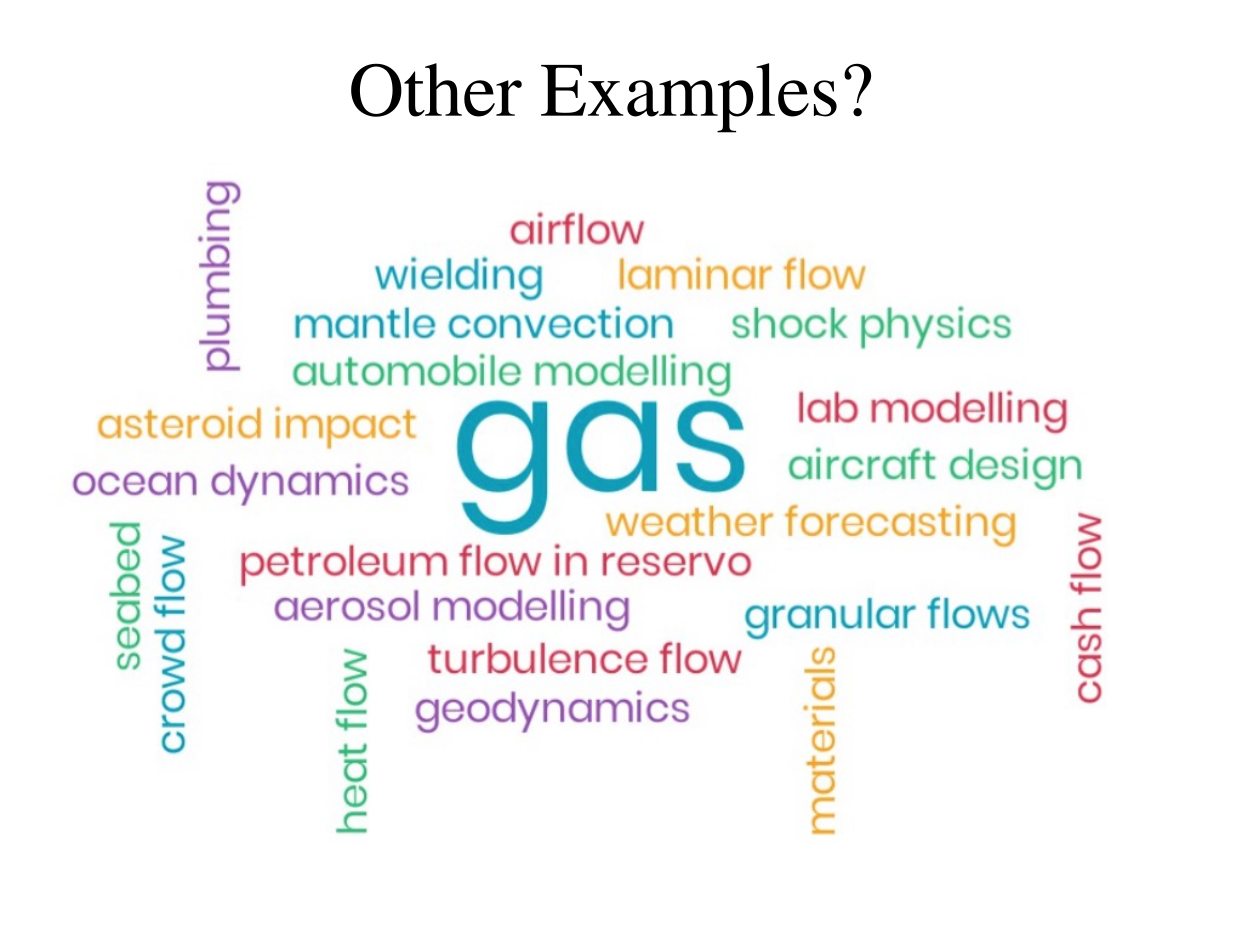 Other Examples?
plumbing
airflow
wielding
laminar flow
mantle convection
shock physics
automobile modelling
gas
lab modelling
asteroid impact
aircraft design
ocean dynamics
weather forecasting
seabed
crowd flow
petroleum flow in reservo
cash flow
aerosol modelling
granular flows
heat flow
turbulence flow
materials
geodynamics